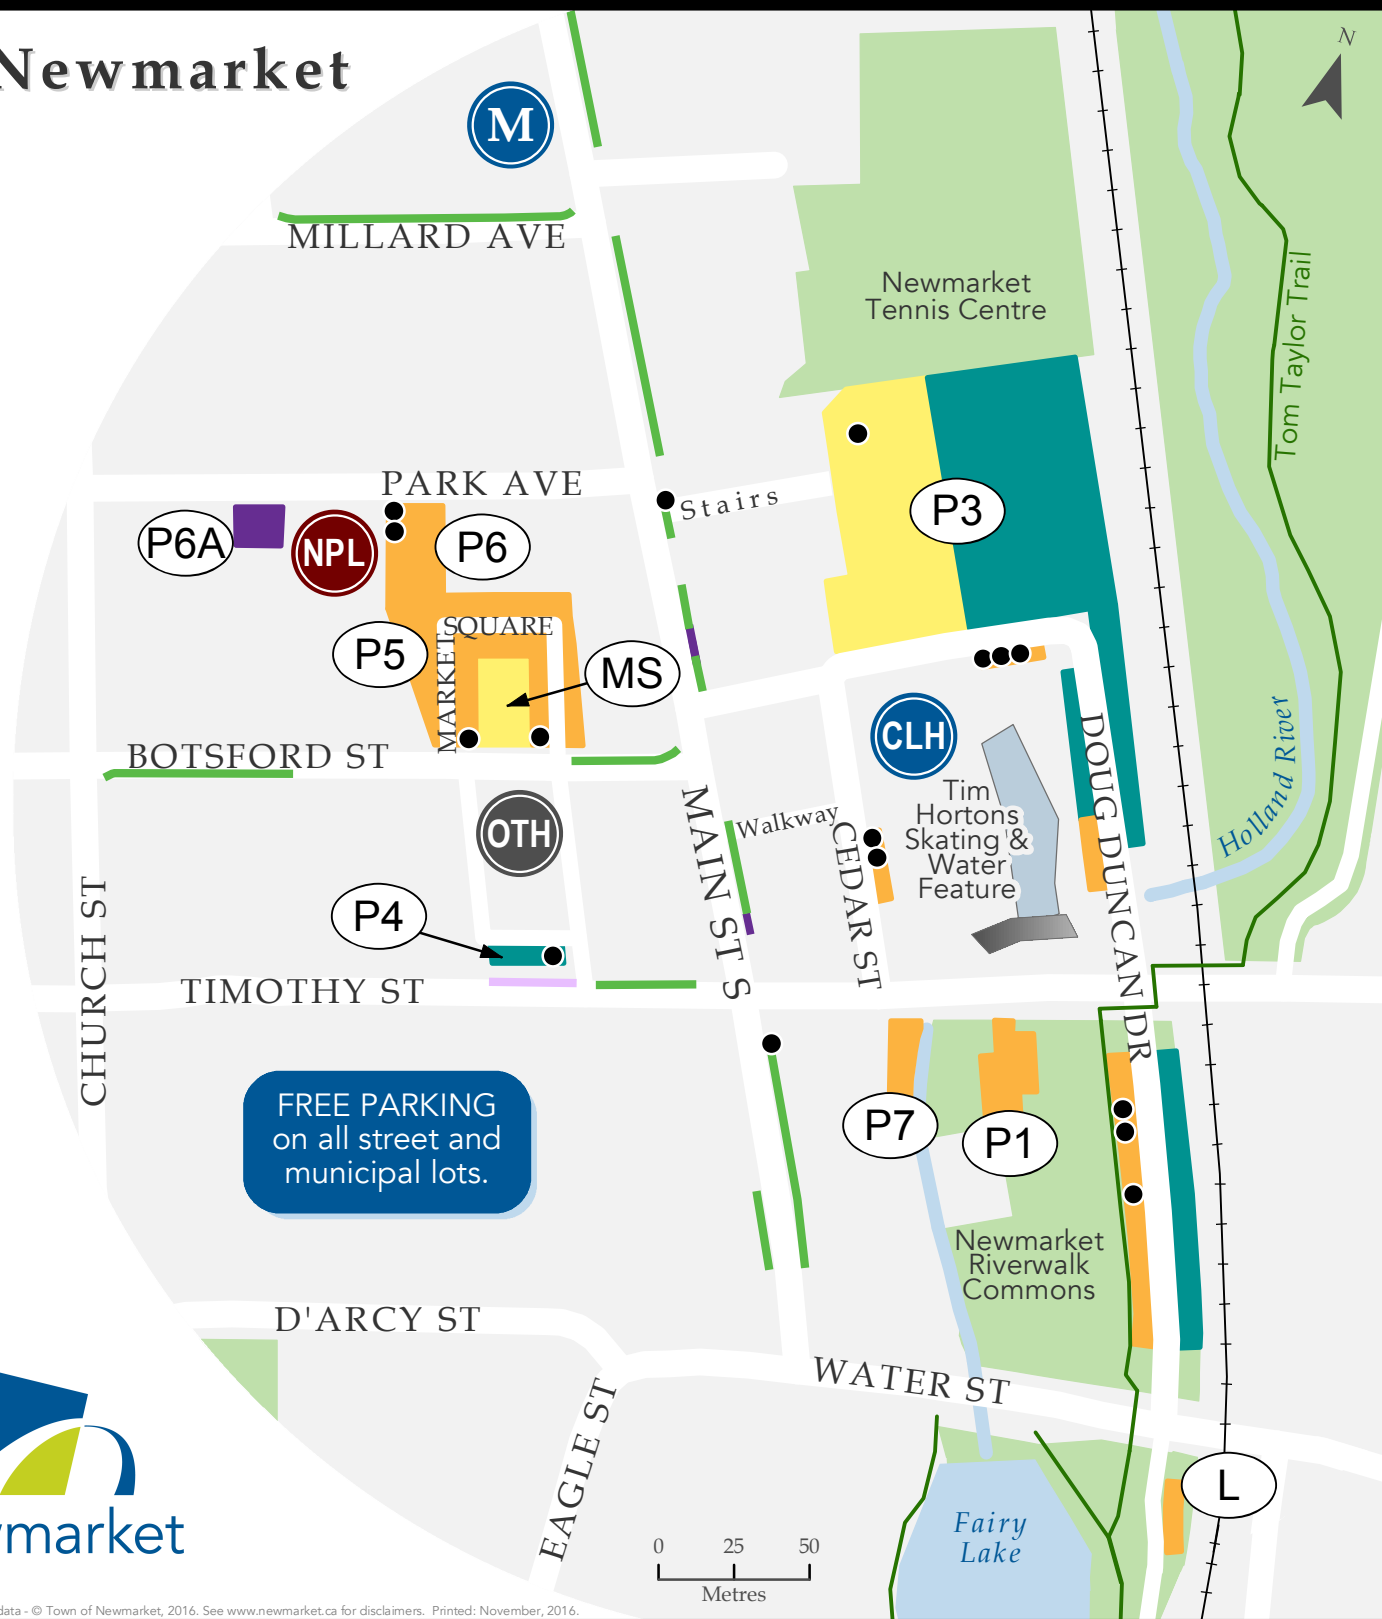 Newmarket
M
N
MILLARD AVE
Newmarket
Tennis Centre
Tom Taylor Trail
PARK AVE
Stairs
P3
P6A
NPL
P6
SQUARE
MARKET
P5
MS
CLH
BOTSFORD ST
DOUG DUNCAN DR
Holland River
MAIN ST S
Walkway
CEDAR ST
Tim
Hortons
Skating &
Water
Feature
OTH
P4
CHURCH ST
TIMOTHY ST
FREE PARKING
on all street and
municipal lots.
P7
P1
Newmarket
Riverwalk
Commons
D'ARCY ST
WATER ST
EAGLE ST
L
Fairy
Lake
market
0 25 50
Metres
data - © Town of Newmarket, 2016. See www.newmarket.ca for disclaimers. Printed: November, 2016.